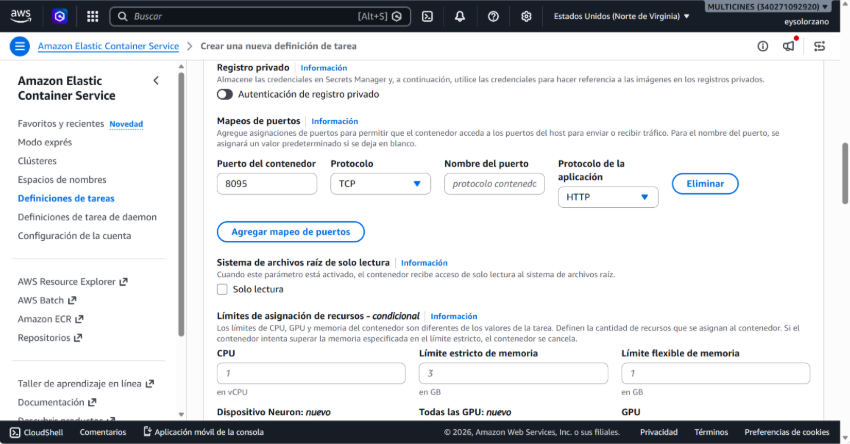 aws
Buscar
[Alt+S]
Estados Unidos (Norte de Virginia)
MULTICINES (340271092920)
eysolorzano
Amazon Elastic Container Service
Crear una nueva definición de tarea
Amazon Elastic
Container Service
Favoritos y recientes Novedad
Modo exprés
Clústeres
Espacios de nombres
Definiciones de tareas
Definiciones de tarea de daemon
Configuración de la cuenta
AWS Resource Explorer
AWS Batch
Amazon ECR
Repositorios
Taller de aprendizaje en línea
Documentación
Descubrir productos
Registro privado Información
Almacene las credenciales en Secrets Manager y, a continuación, utilice las credenciales para hacer referencia a las imágenes en los registros privados.
Autenticación de registro privado
Mapeos de puertos Información
Agregue asignaciones de puertos para permitir que el contenedor acceda a los puertos del host para enviar o recibir tráfico. Para el nombre del puerto, se
asignará un valor predeterminado si se deja en blanco.
Puerto del contenedor Protocolo Nombre del puerto Protocolo de la
aplicación
8095 TCP protocolo contenedc HTTP Eliminar
Agregar mapeo de puertos
Sistema de archivos raíz de solo lectura Información
Cuando este parámetro está activado, el contenedor recibe acceso de solo lectura al sistema de archivos raíz.
Solo lectura
Límites de asignación de recursos – condicional Información
Los límites de CPU, GPU y memoria del contenedor son diferentes de los valores de la tarea. Definen la cantidad de recursos que se asignan al contenedor. Si el
contenedor intenta superar la memoria especificada en el límite estricto, el contenedor se cancela.
CPU Límite estricto de memoria Límite flexible de memoria
1 3 1
en vCPU en GB en GB
Dispositivo Neuron: nuevo Todas las GPU: nuevo GPU
CloudShell Comentarios Aplicación móvil de la consola © 2026, Amazon Web Services, Inc. o sus filiales. Privacidad Términos Preferencias de cookies